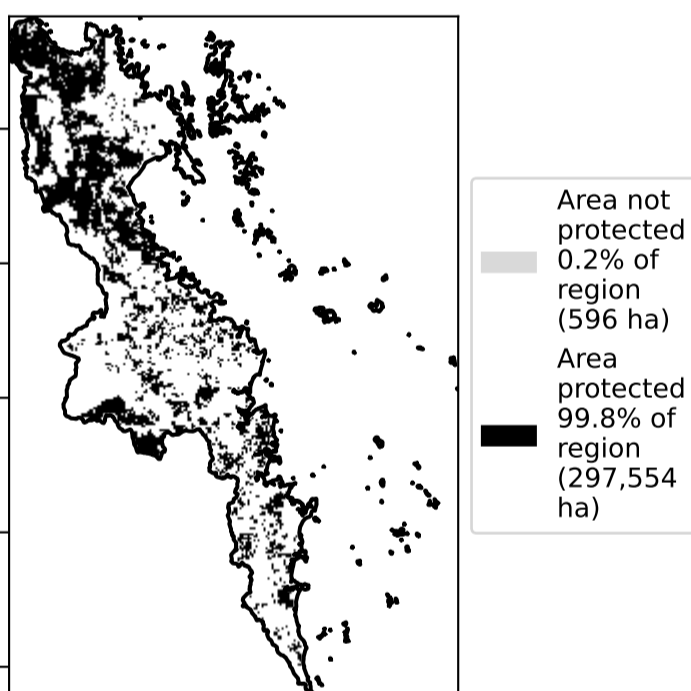 Area not
protected
0.2% of
region
(596 ha)
Area
protected
99.8% of
region
(297,554
ha)